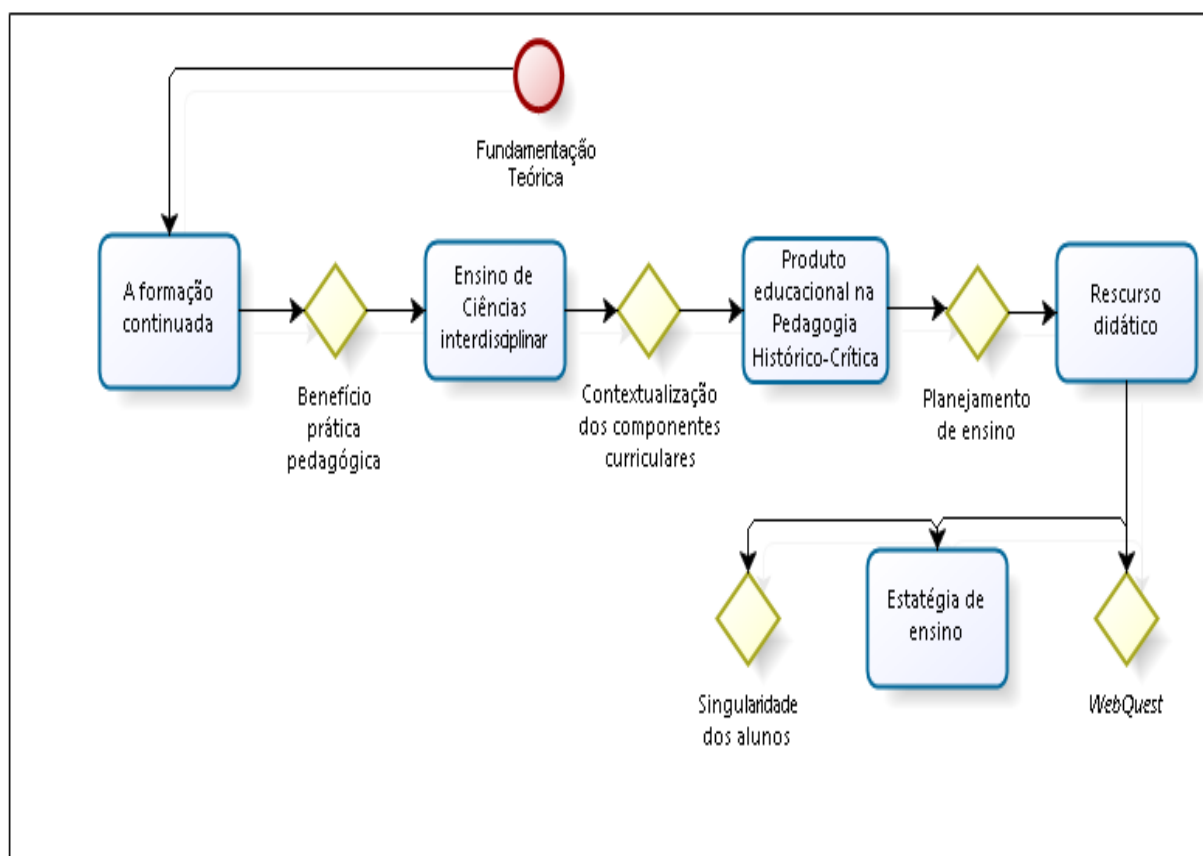 Fundamentação
Teórica
A formação
continuada
Benefício
prática
pedagógica
Ensino de
Ciências
interdisciplinar
Contextualização
dos componentes
curriculares
Produto
educacional na
Pedagogia
Histórico-Crítica
Planejamento
de ensino
Rescurso
didático
Singularidade
dos alunos
Estatégia de
ensino
WebQuest